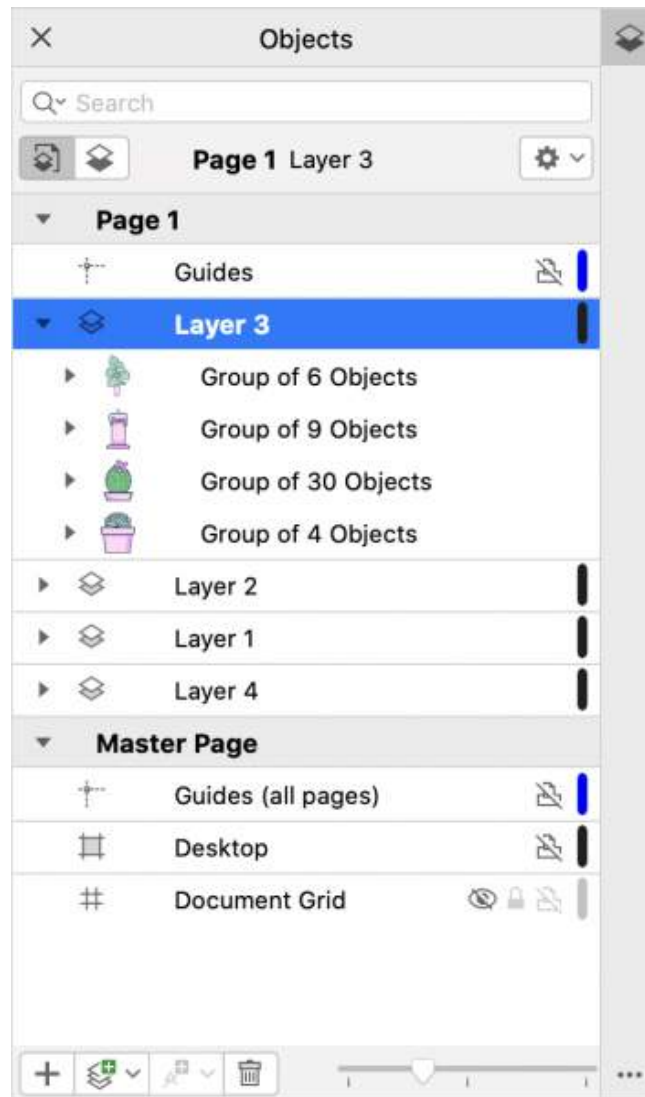 Objects
Search
Page 1 Layer 3
Page 1
Guides
Layer 3
Group of 6 Objects
Group of 9 Objects
Group of 30 Objects
Group of 4 Objects
Layer 2
Layer 1
Layer 4
Master Page
Guides (all pages)
Desktop
Document Grid